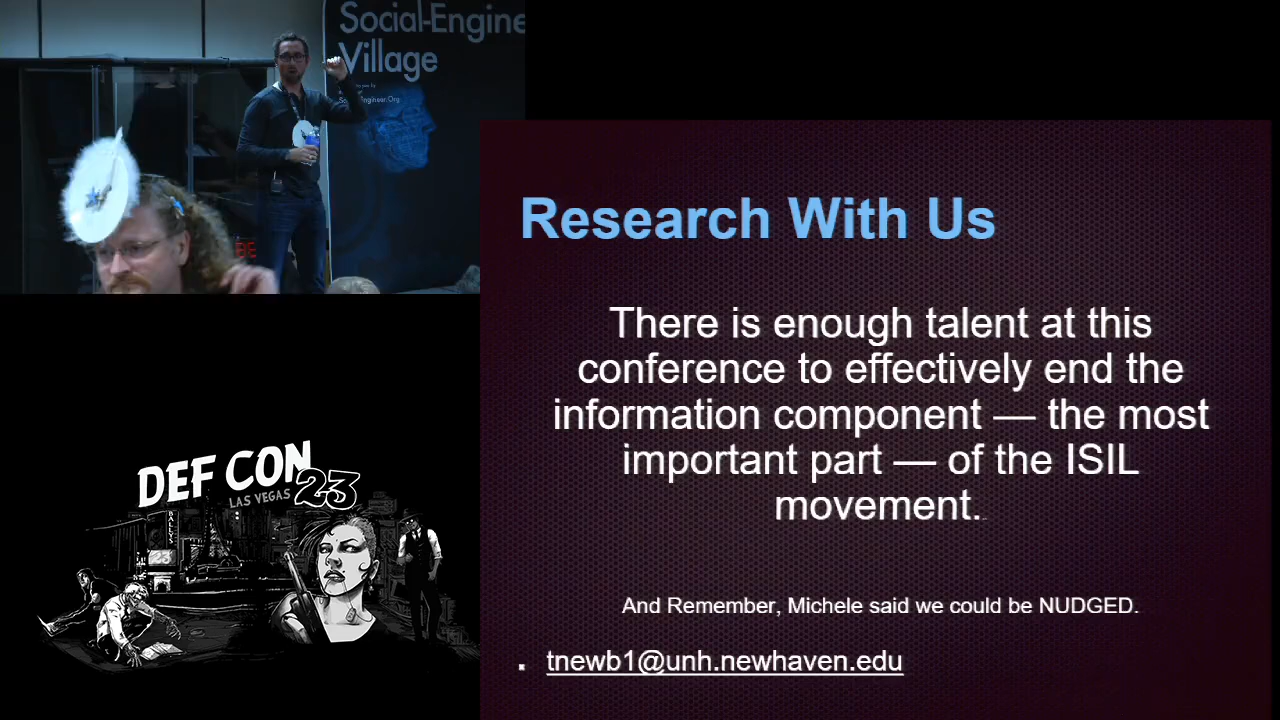 Social-Engine
Village
Research With Us
There is enough talent at this
conference to effectively end the
information component — the most
important part — of the ISIL
movement.
And Remember, Michele said we could be NUDGED.
tnewb1@unh.newhaven.edu
DEF CON
LAS VEGAS 23
BALLYS